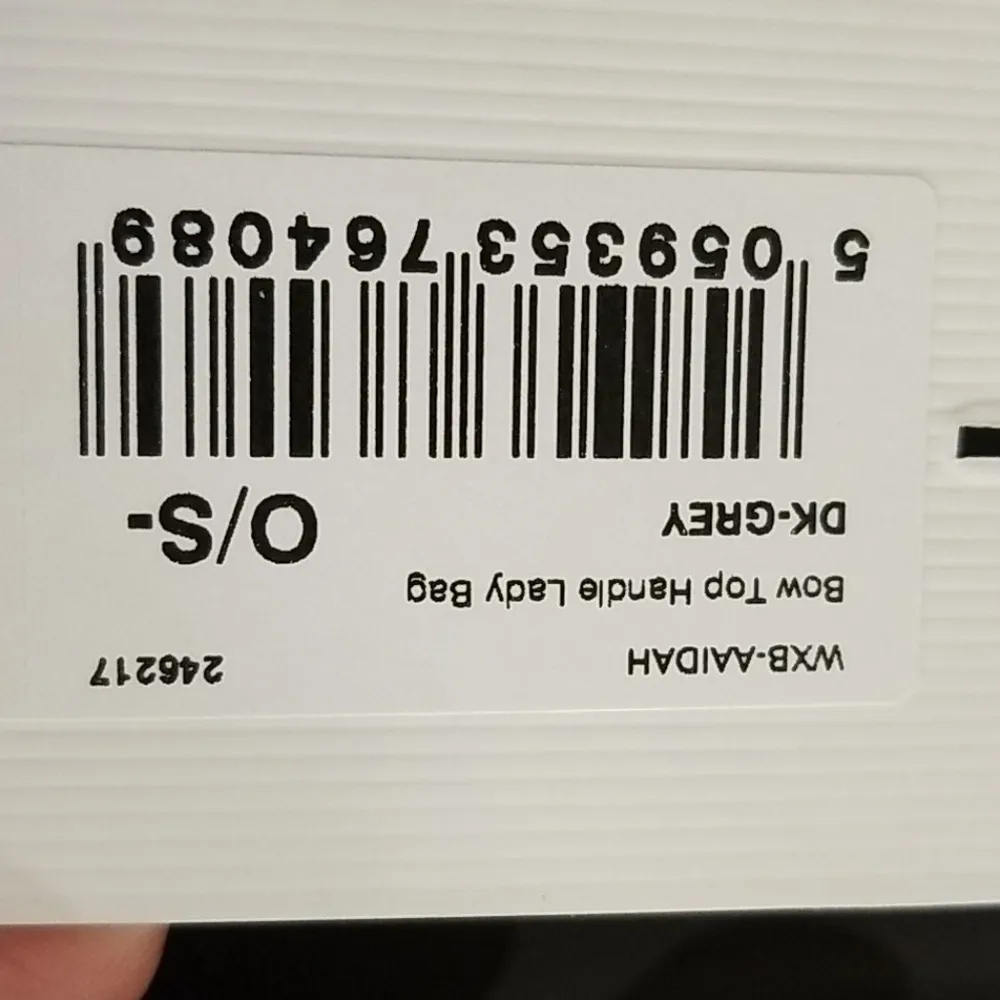 WXB-AAIDAH 246217
Bow Top Handle Lady Bag
DK-GREY O/S-
5 059353 764089